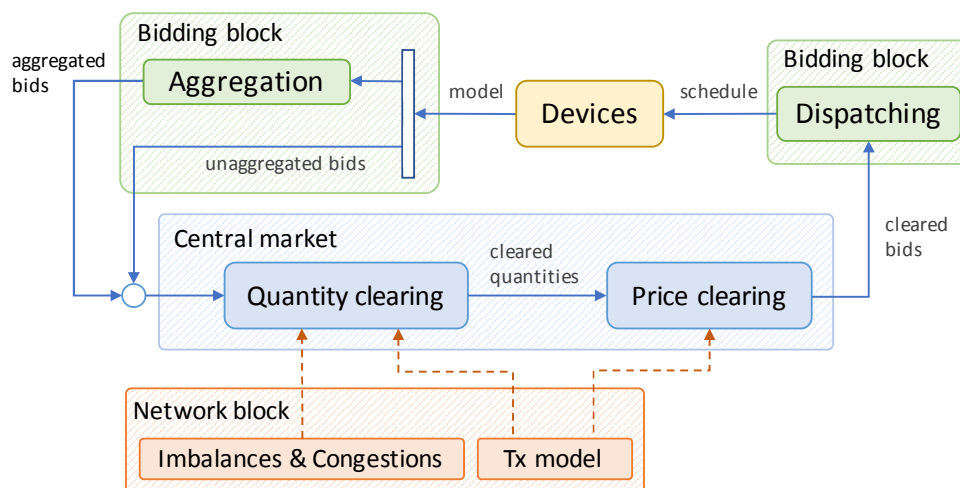 Bidding block
aggregated
bids
Aggregation
model
Devices
schedule
Bidding block
Dispatching
unaggregated bids
cleared
bids
Central market
cleared
quantities
Quantity clearing
Price clearing
Network block
Imbalances & Congestions
Tx model